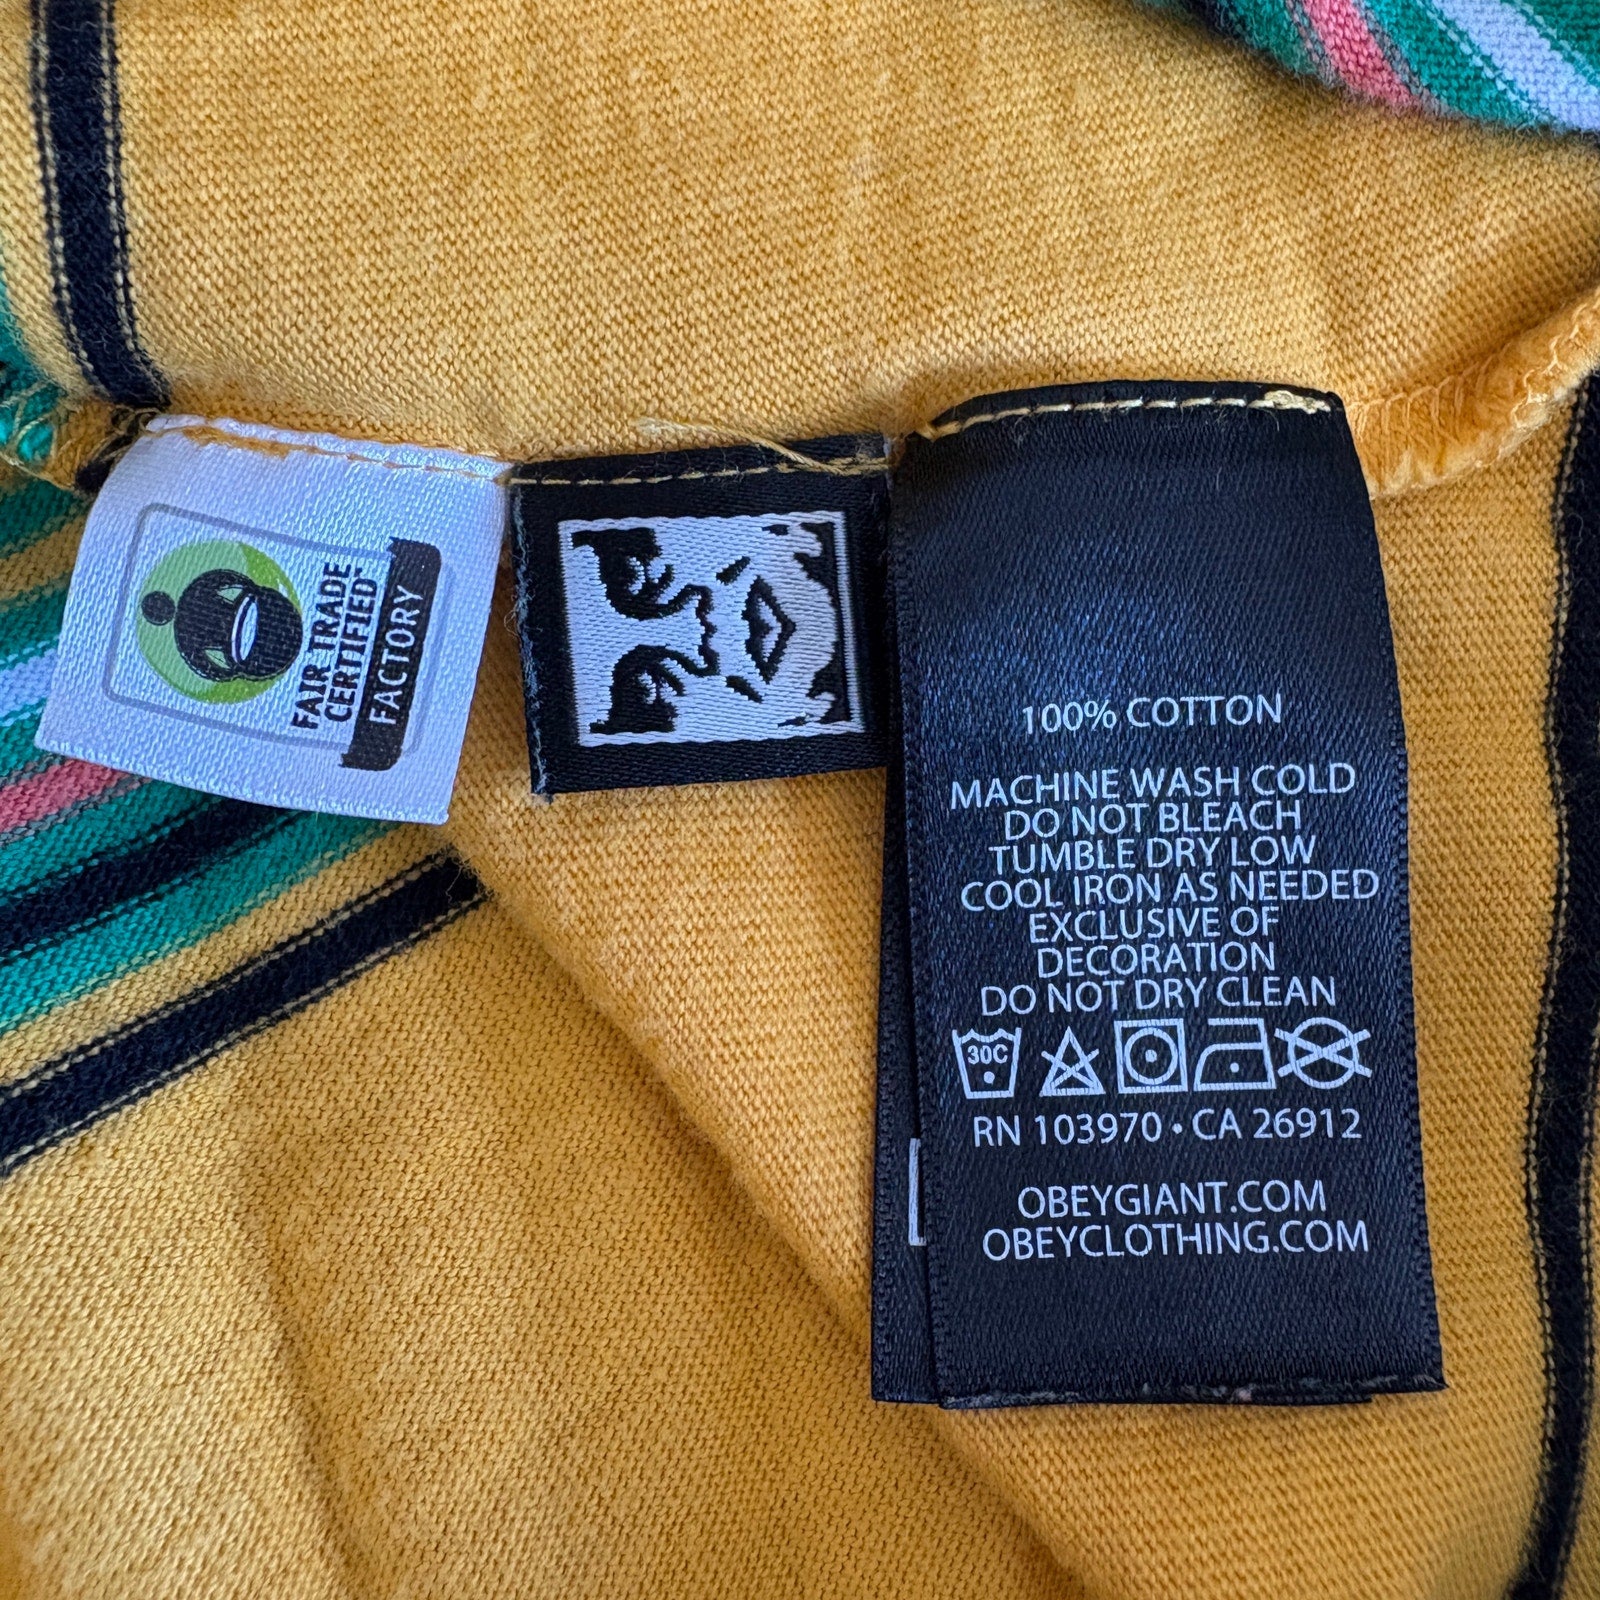 FAIR TRADE
CERTIFIED™
FACTORY
100% COTTON
MACHINE WASH COLD
DO NOT BLEACH
TUMBLE DRY LOW
COOL IRON AS NEEDED
EXCLUSIVE OF
DECORATION
DO NOT DRY CLEAN
30C
RN 103970 • CA 26912
OBEYGIANT.COM
OBEYCLOTHING.COM